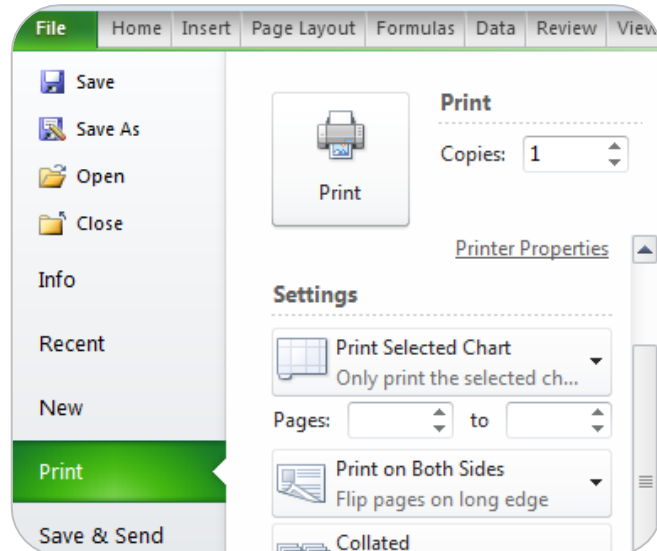 File Home Insert Page Layout Formulas Data Review View
Save
Save As
Open
Close
Info
Recent
New
Print
Save & Send
Print
Print
Copies: 1
Printer Properties
Settings
Print Selected Chart
Only print the selected ch...
Pages: to
Print on Both Sides
Flip pages on long edge
Collated